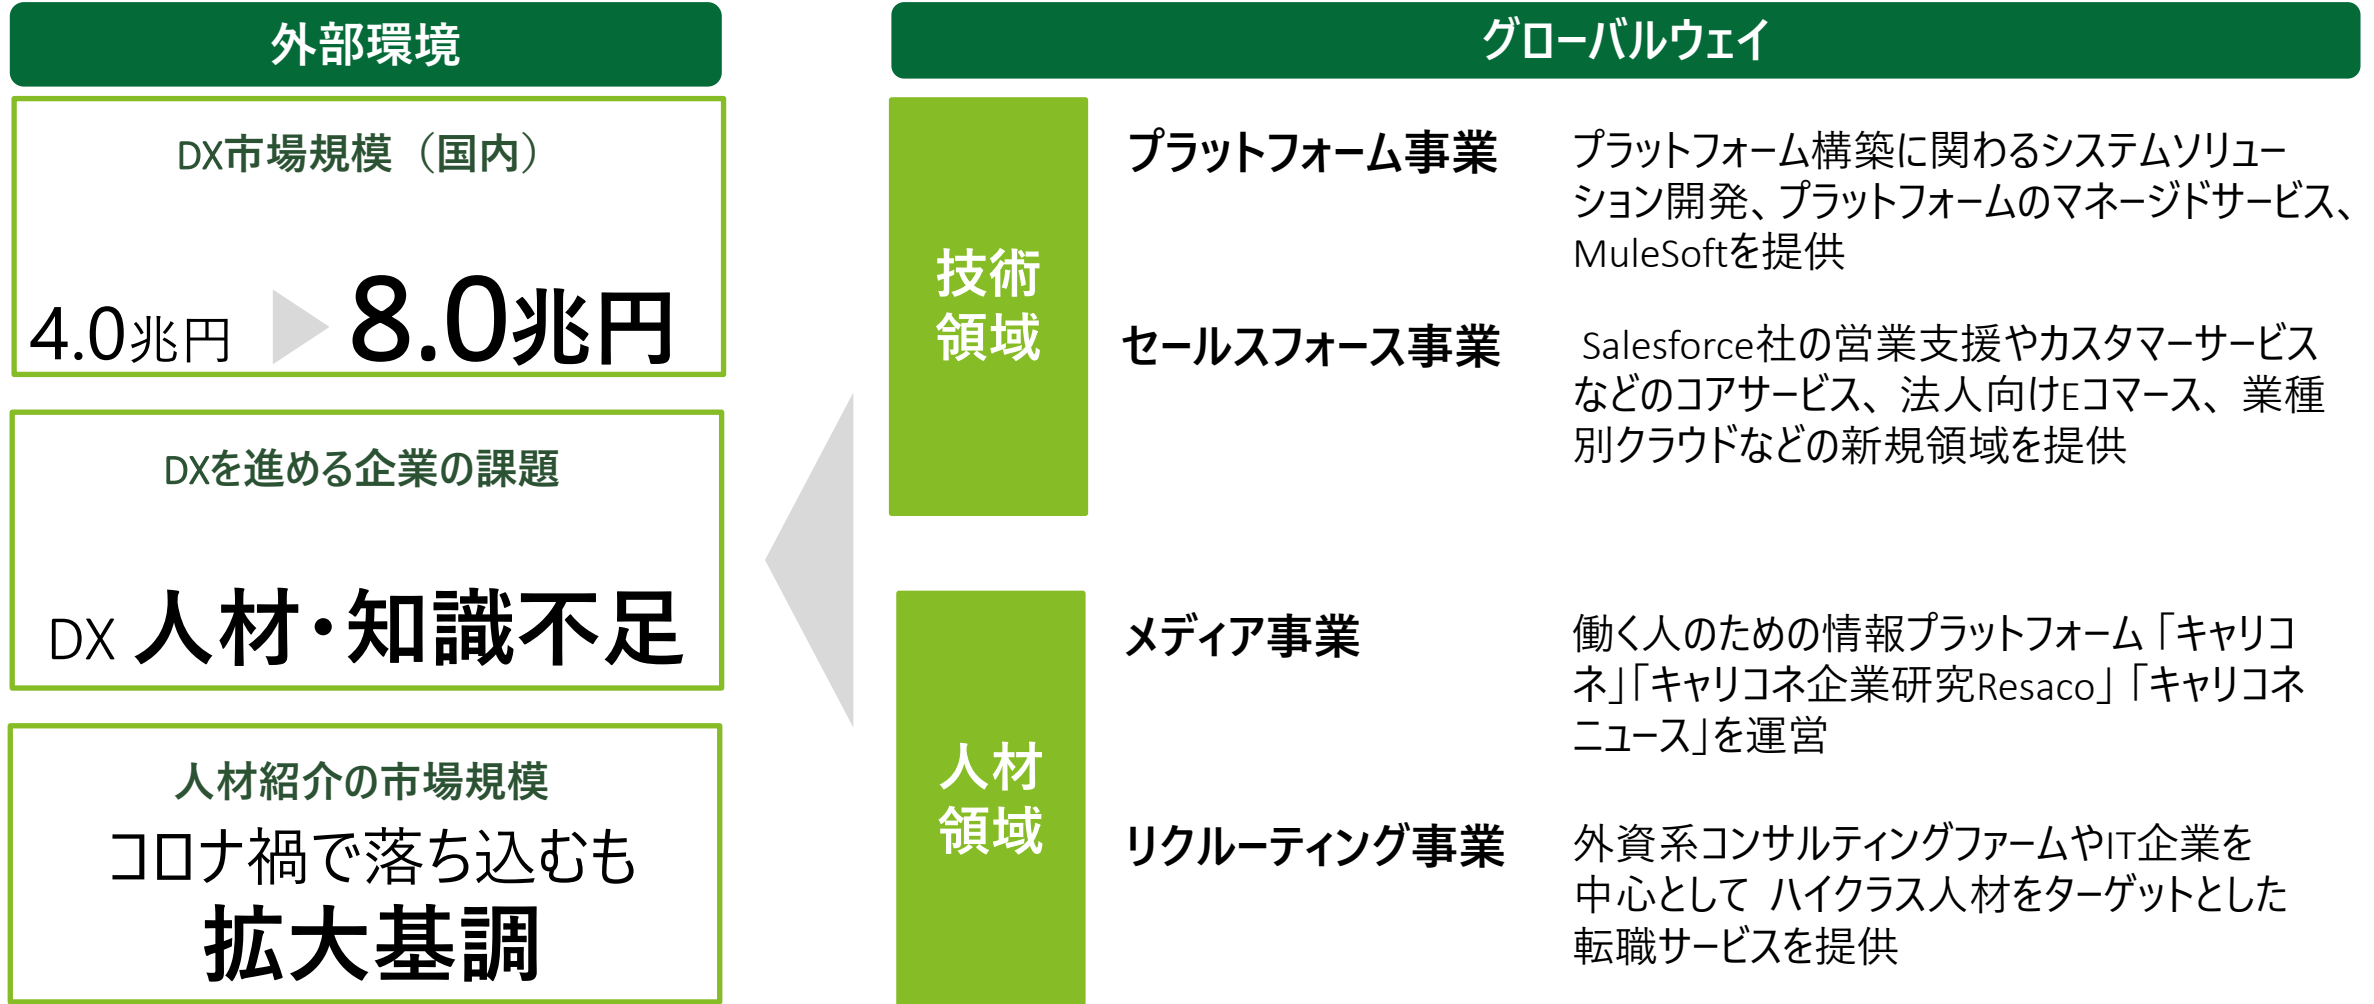 外部環境
DX市場規模（国内）
4.0兆円 8.0兆円
DXを進める企業の課題
DX 人材・知識不足
人材紹介の市場規模
コロナ禍で落ち込むも
拡大基調
グローバルウェイ
技術
領域
プラットフォーム事業
プラットフォーム構築に関わるシステムソリュー
ション開発、プラットフォームのマネージドサービス、
MuleSoftを提供
セールスフォース事業
Salesforce社の営業支援やカスタマーサービス
などのコアサービス、法人向けEコマース、業種
別クラウドなどの新規領域を提供
人材
領域
メディア事業
働く人のための情報プラットフォーム「キャリコ
ネ」「キャリコネ企業研究Resaco」「キャリコネ
ニュース」を運営
リクルーティング事業
外資系コンサルティングファームやIT企業を
中心として ハイクラス人材をターゲットとした
転職サービスを提供